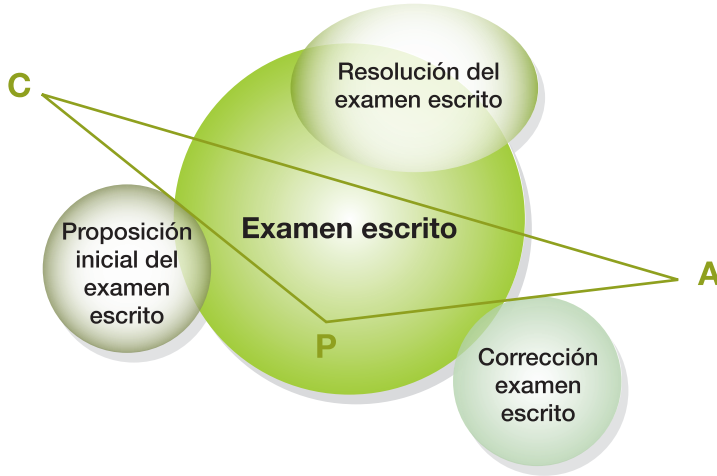 Resolución del
examen escrito
C
Proposición
inicial del
examen
escrito
Examen escrito
A
P
Corrección
examen
escrito